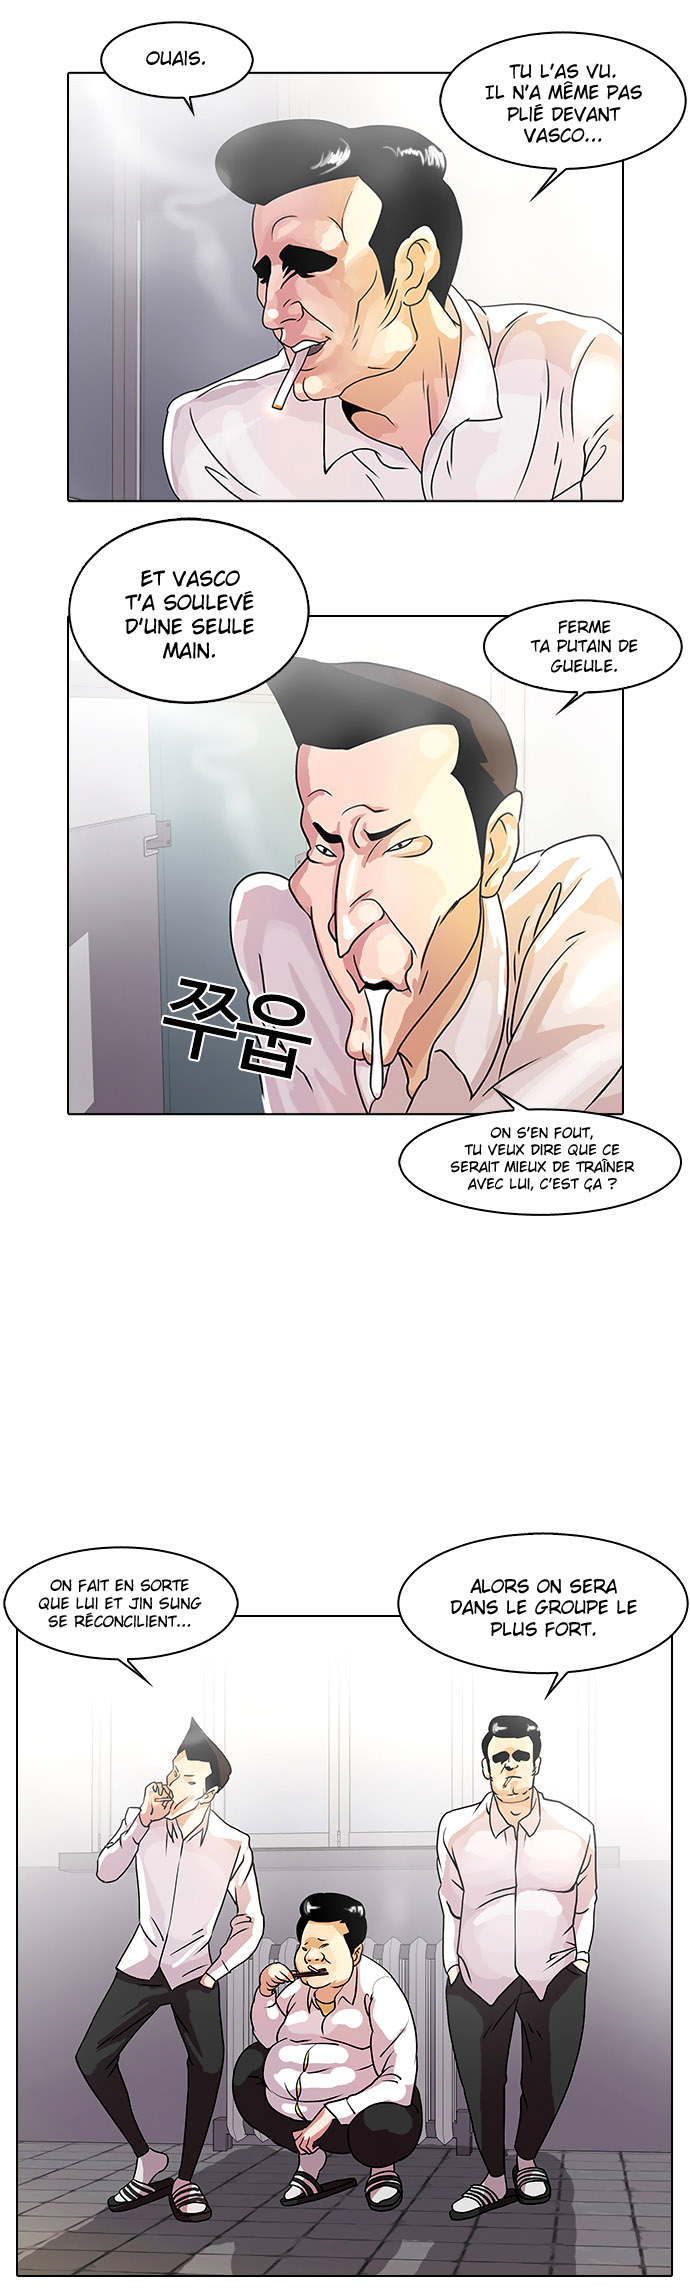 OUAIS.
TU L'AS VU.
IL N'A MÊME PAS
PLIÉ DEVANT
VASCO...
ET VASCO
T'A SOULEVÉ
D'UNE SEULE
MAIN.
FERME
TA PUTAIN DE
GUEULE.
쭈웁
ON S'EN FOUT,
TU VEUX DIRE QUE CE
SERAIT MIEUX DE TRAÎNER
AVEC LUI, C'EST ÇA ?
ON FAIT EN SORTE
QUE LUI ET JIN SUNG
SE RÉCONCILIENT...
ALORS ON SERA
DANS LE GROUPE LE
PLUS FORT.